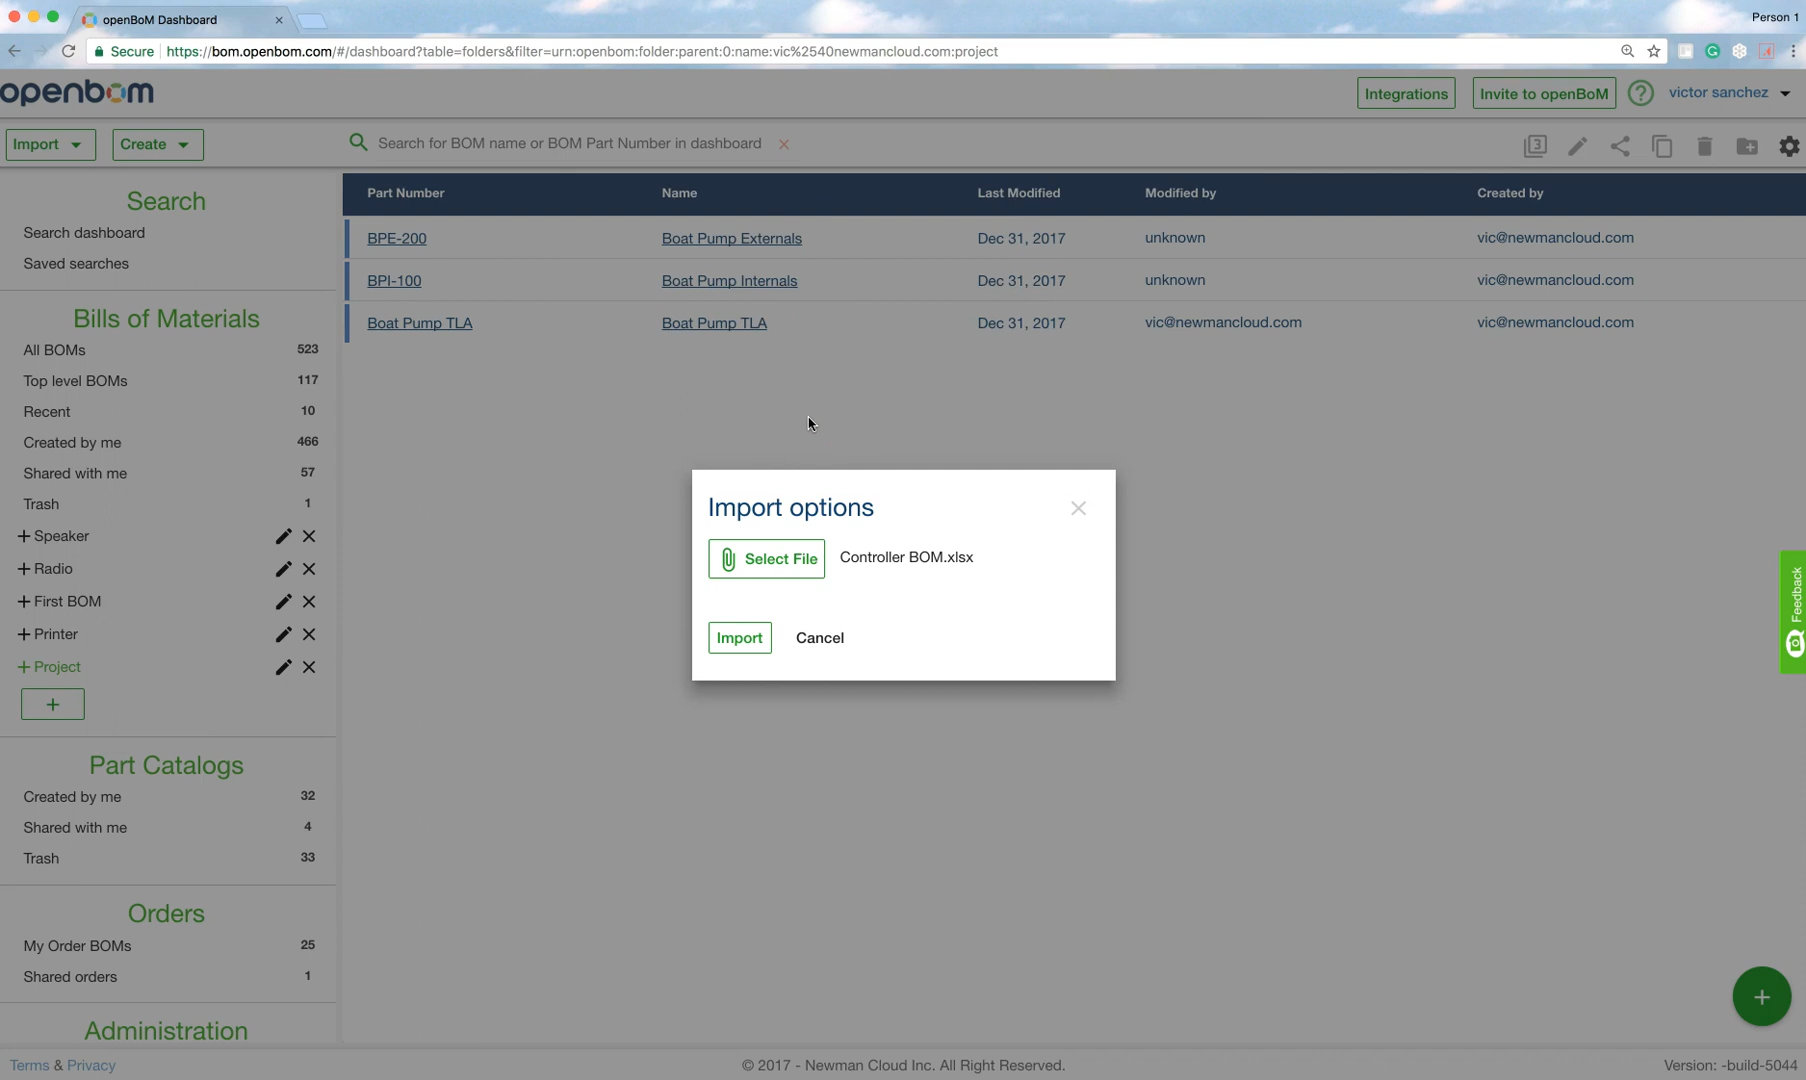 openBoM Dashboard
Person 1
Secure https://bom.openbom.com/#/dashboard?table=folders&filter=urn:openbom:folder:parent:0:name:vic%2540newmancloud.com:project
openbom
Integrations
Invite to openBoM
?
victor sanchez
Import
Create
Search for BOM name or BOM Part Number in dashboard
3
Search
Search dashboard
Saved searches
Bills of Materials
All BOMs 523
Top level BOMs 117
Recent 10
Created by me 466
Shared with me 57
Trash 1
+ Speaker
+ Radio
+ First BOM
+ Printer
+ Project
+
Part Catalogs
Created by me 32
Shared with me 4
Trash 33
Orders
My Order BOMs 25
Shared orders 1
Administration
Part Number Name Last Modified Modified by Created by
BPE-200 Boat Pump Externals Dec 31, 2017 unknown vic@newmancloud.com
BPI-100 Boat Pump Internals Dec 31, 2017 unknown vic@newmancloud.com
Boat Pump TLA Boat Pump TLA Dec 31, 2017 vic@newmancloud.com vic@newmancloud.com
Import options
Select File Controller BOM.xlsx
Import Cancel
Feedback
+
Terms & Privacy
© 2017 - Newman Cloud Inc. All Right Reserved.
Version: -build-5044